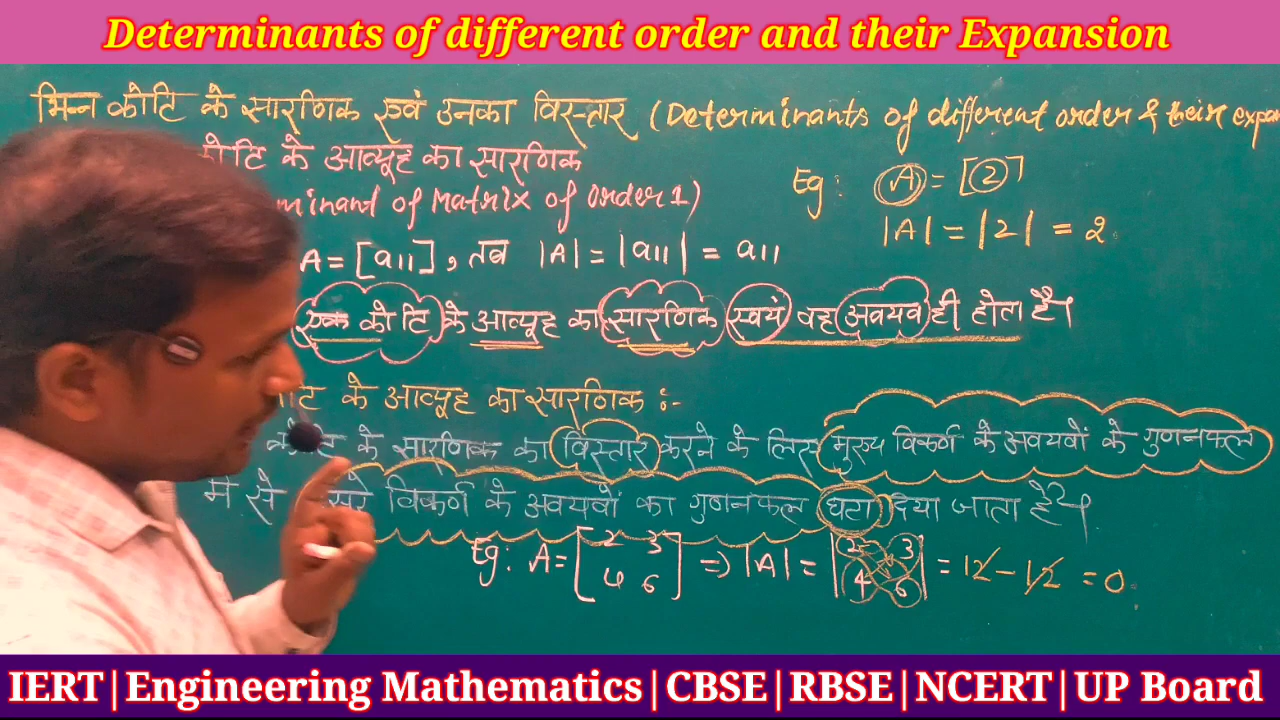 Determinants of different order and their Expansion
भिन्न कोटि के सारणिक एवं उनका विस्तार (Determinants of different order & their expan
कोटि के आव्यूह का सारणिक
minant of Matrix of order 1)
Eg: A = [2]
|A| = |2| = 2
A = [a11], तब |A| = |a11| = a11
एक कोटि के आव्यूह का सारणिक स्वयं वह अवयव ही होता है।
के आव्यूह का सारणिक :-
के सारणिक का विस्तार करने के लिए मुख्य विकर्ण के अवयवों के गुणनफल
में से विकर्ण के अवयवों का गुणनफल घटा दिया जाता है।
Eg: A = [2 3 4 6] => |A| = |2 3 4 6| = 12 - 12 = 0
IERT|Engineering Mathematics|CBSE|RBSE|NCERT|UP Board